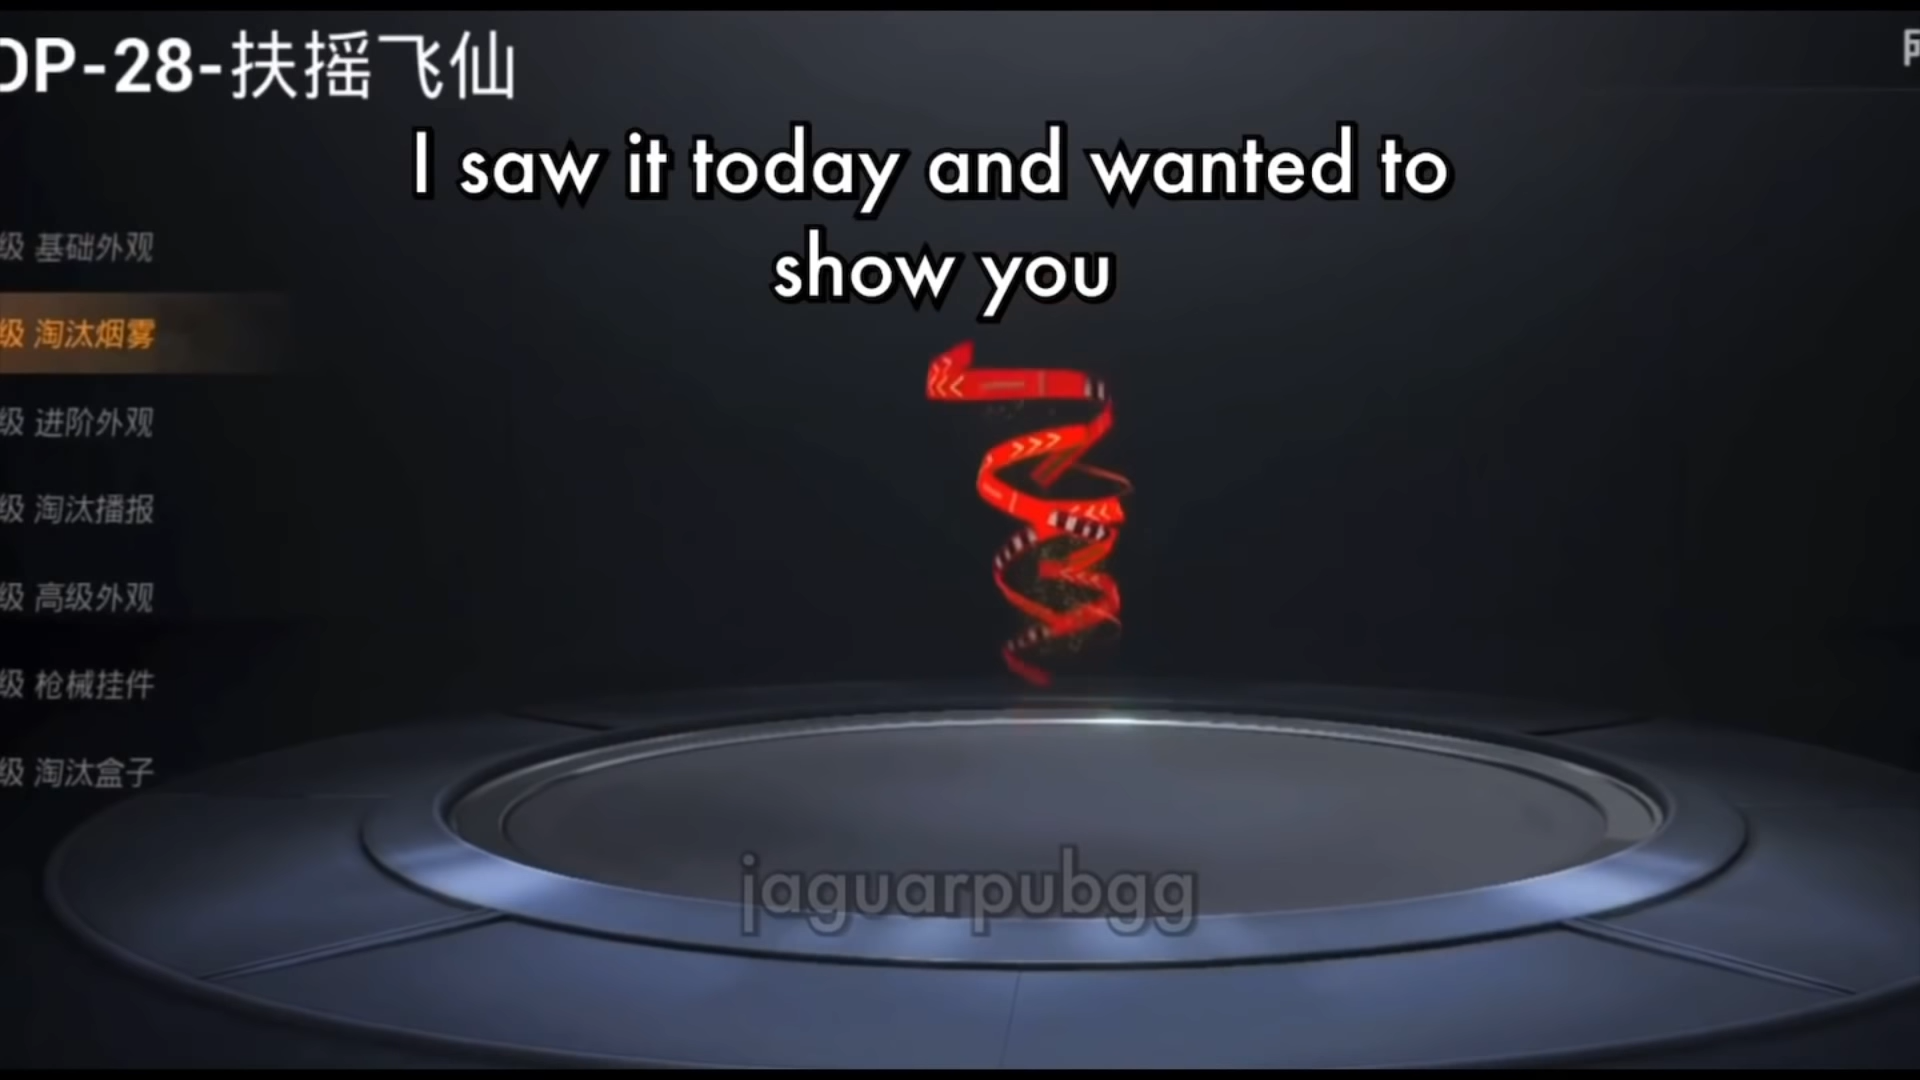 DP-28-扶摇飞仙
I saw it today and wanted to
show you
级 基础外观
级 淘汰烟雾
级 进阶外观
级 淘汰播报
级 高级外观
级 枪械挂件
级 淘汰盒子
jaguarpubgg